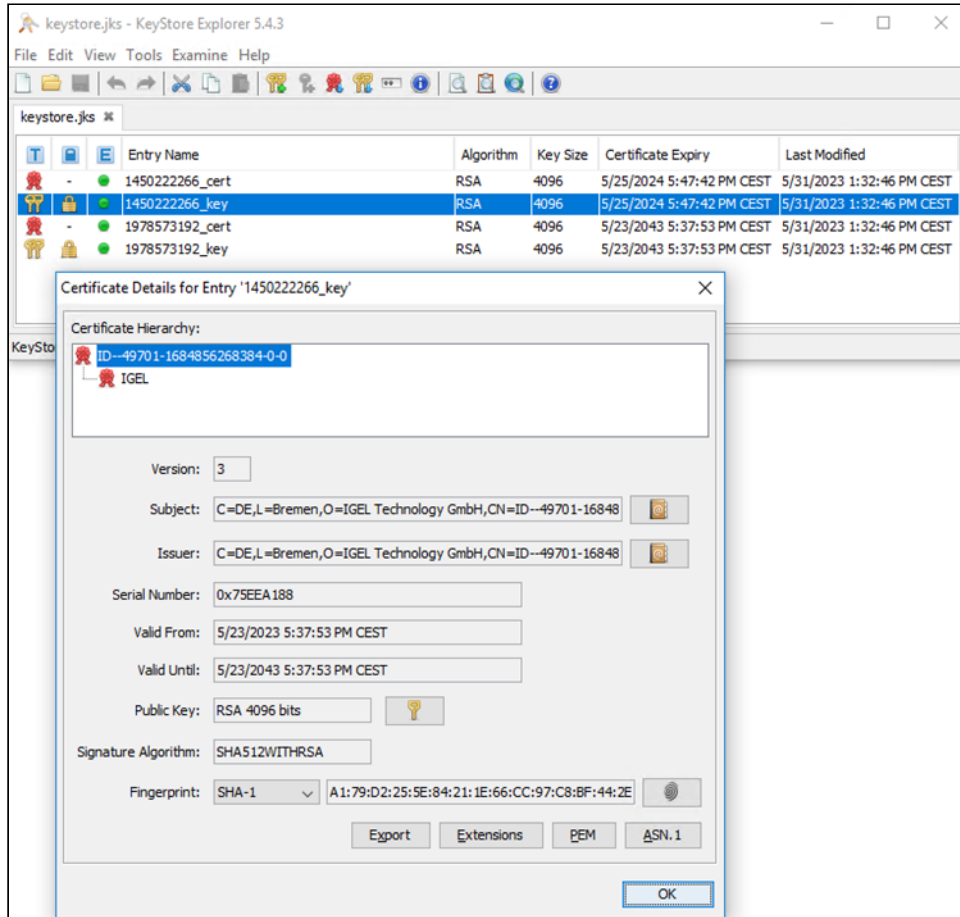 keystore.jks - KeyStore Explorer 5.4.3
File Edit View Tools Examine Help
keystore.jks
T E Entry Name Algorithm Key Size Certificate Expiry Last Modified
- 1450222266_cert RSA 4096 5/25/2024 5:47:42 PM CEST 5/31/2023 1:32:46 PM CEST
1450222266_key RSA 4096 5/25/2024 5:47:42 PM CEST 5/31/2023 1:32:46 PM CEST
- 1978573192_cert RSA 4096 5/23/2043 5:37:53 PM CEST 5/31/2023 1:32:46 PM CEST
1978573192_key RSA 4096 5/23/2043 5:37:53 PM CEST 5/31/2023 1:32:46 PM CEST
Certificate Details for Entry '1450222266_key'
Certificate Hierarchy:
KeySto
ID--49701-1684856268384-0-0
IGEL
Version: 3
Subject: C=DE,L=Bremen,O=IGEL Technology GmbH,CN=ID--49701-16848
Issuer: C=DE,L=Bremen,O=IGEL Technology GmbH,CN=ID--49701-16848
Serial Number: 0x75EEA188
Valid From: 5/23/2023 5:37:53 PM CEST
Valid Until: 5/23/2043 5:37:53 PM CEST
Public Key: RSA 4096 bits
Signature Algorithm: SHA512WITHRSA
Fingerprint: SHA-1 A1:79:D2:25:5E:84:21:1E:66:CC:97:C8:BF:44:2E
Export Extensions PEM ASN.1
OK